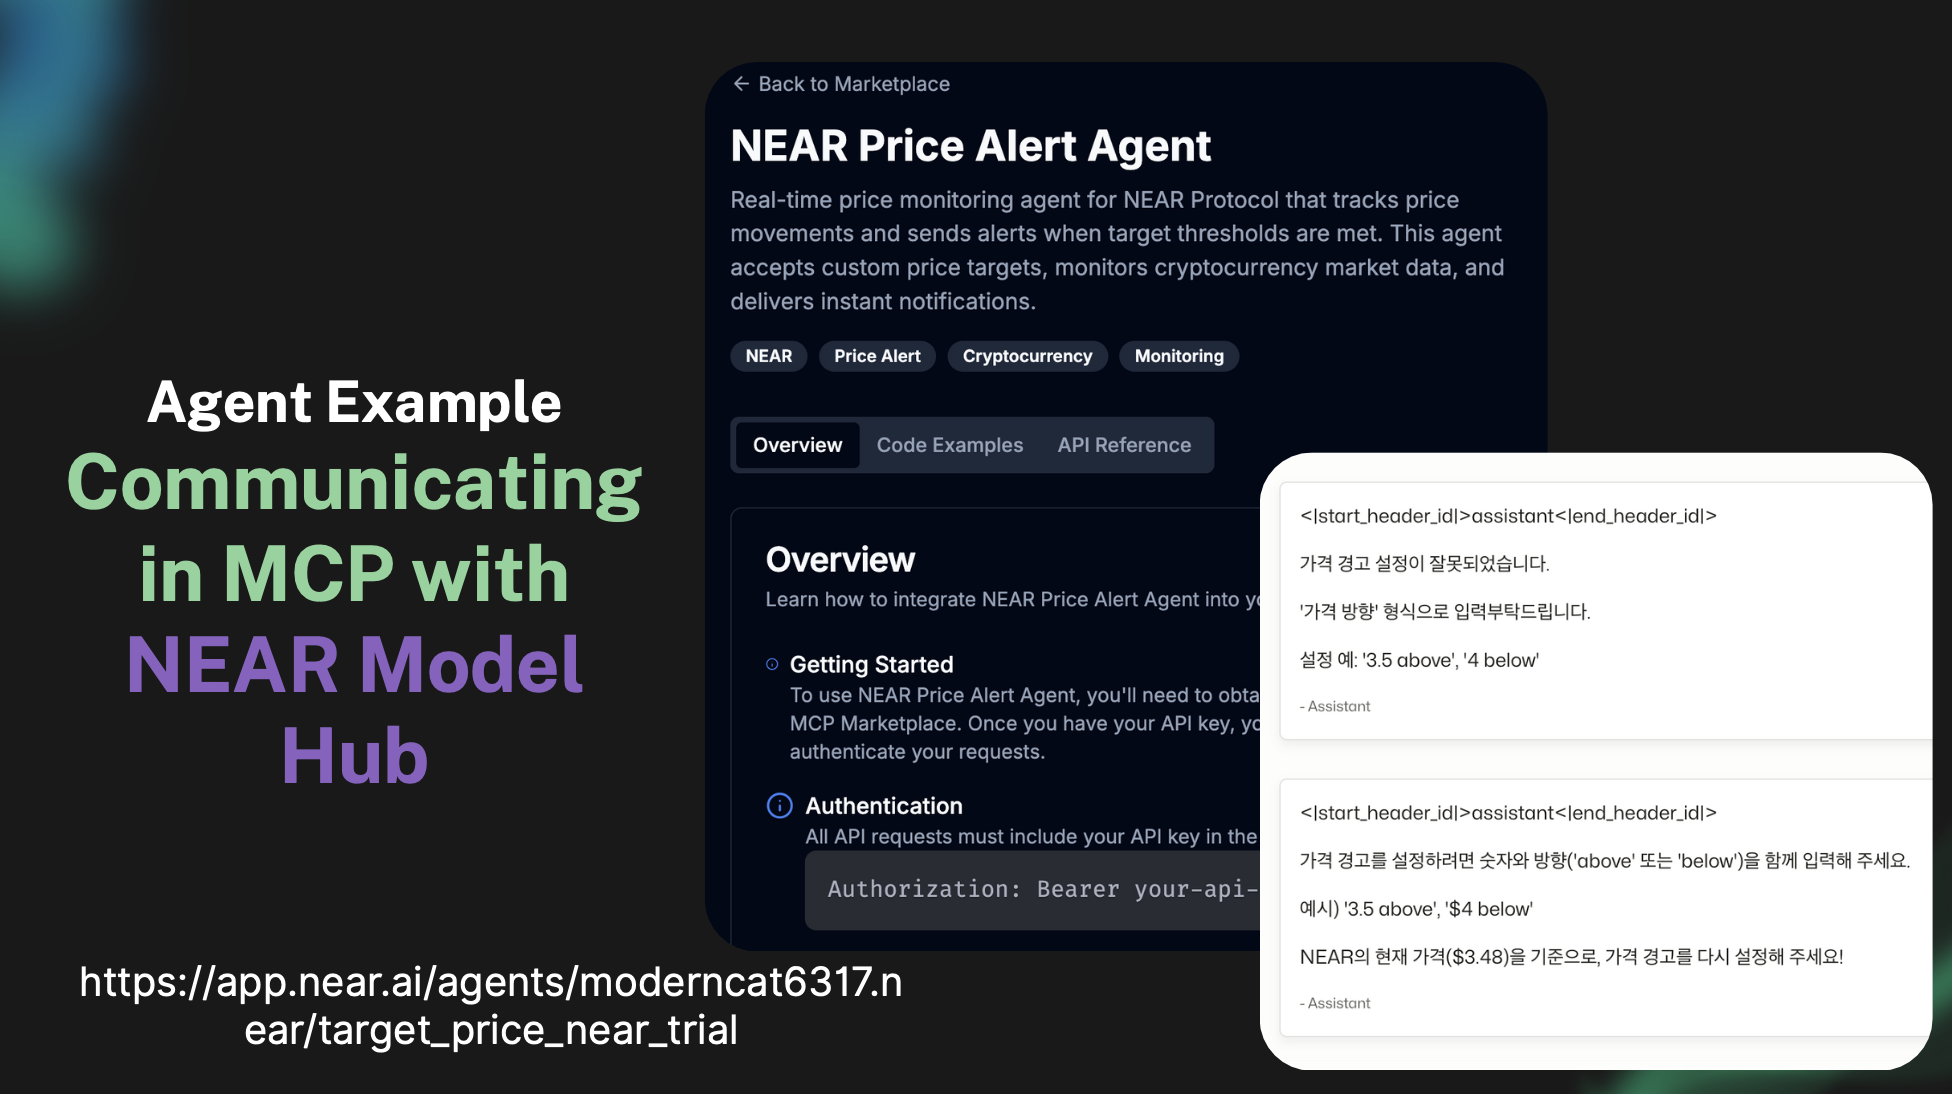 Agent Example
Communicating
in MCP with
NEAR Model
Hub
https://app.near.ai/agents/moderncat6317.n
ear/target_price_near_trial
← Back to Marketplace
NEAR Price Alert Agent
Real-time price monitoring agent for NEAR Protocol that tracks price
movements and sends alerts when target thresholds are met. This agent
accepts custom price targets, monitors cryptocurrency market data, and
delivers instant notifications.
NEAR Price Alert Cryptocurrency Monitoring
Overview Code Examples API Reference
Overview
Learn how to integrate NEAR Price Alert Agent into yo
Getting Started
To use NEAR Price Alert Agent, you'll need to obta
MCP Marketplace. Once you have your API key, yo
authenticate your requests.
Authentication
All API requests must include your API key in the
Authorization: Bearer your-api-
<|start_header_id|>assistant<|end_header_id|>
가격 경고 설정이 잘못되었습니다.
'가격 방향' 형식으로 입력부탁드립니다.
설정 예: '3.5 above', '4 below'
- Assistant
<|start_header_id|>assistant<|end_header_id|>
가격 경고를 설정하려면 숫자와 방향('above' 또는 'below')을 함께 입력해 주세요.
예시) '3.5 above', '$4 below'
NEAR의 현재 가격($3.48)을 기준으로, 가격 경고를 다시 설정해 주세요!
- Assistant